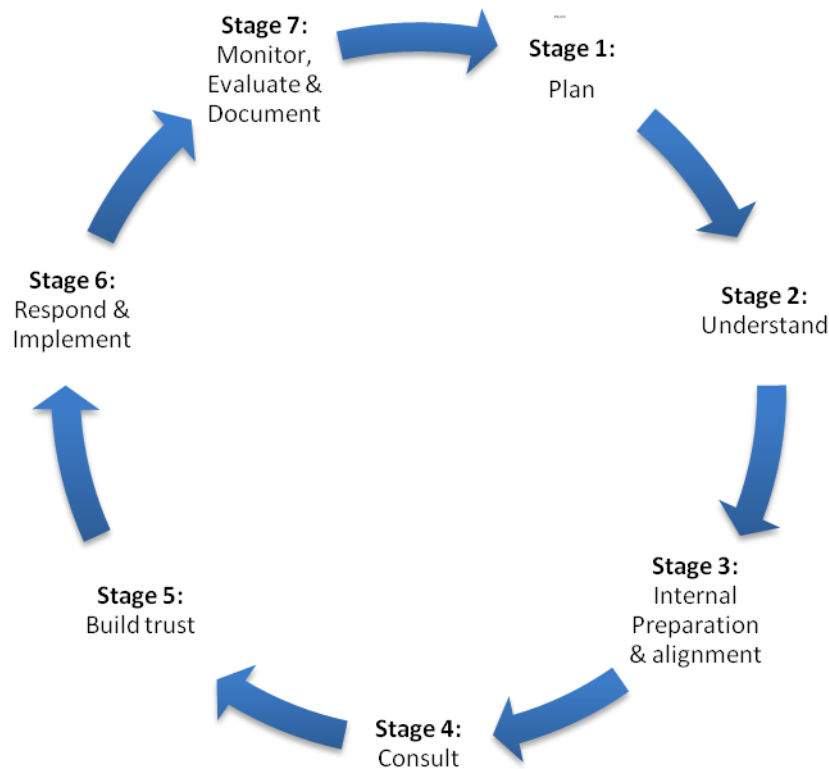 Stage 1:
Plan
Stage 2:
Understand
Stage 3:
Internal
Preparation
& alignment
Stage 4:
Consult
Stage 5:
Build trust
Stage 6:
Respond &
Implement
Stage 7:
Monitor,
Evaluate &
Document